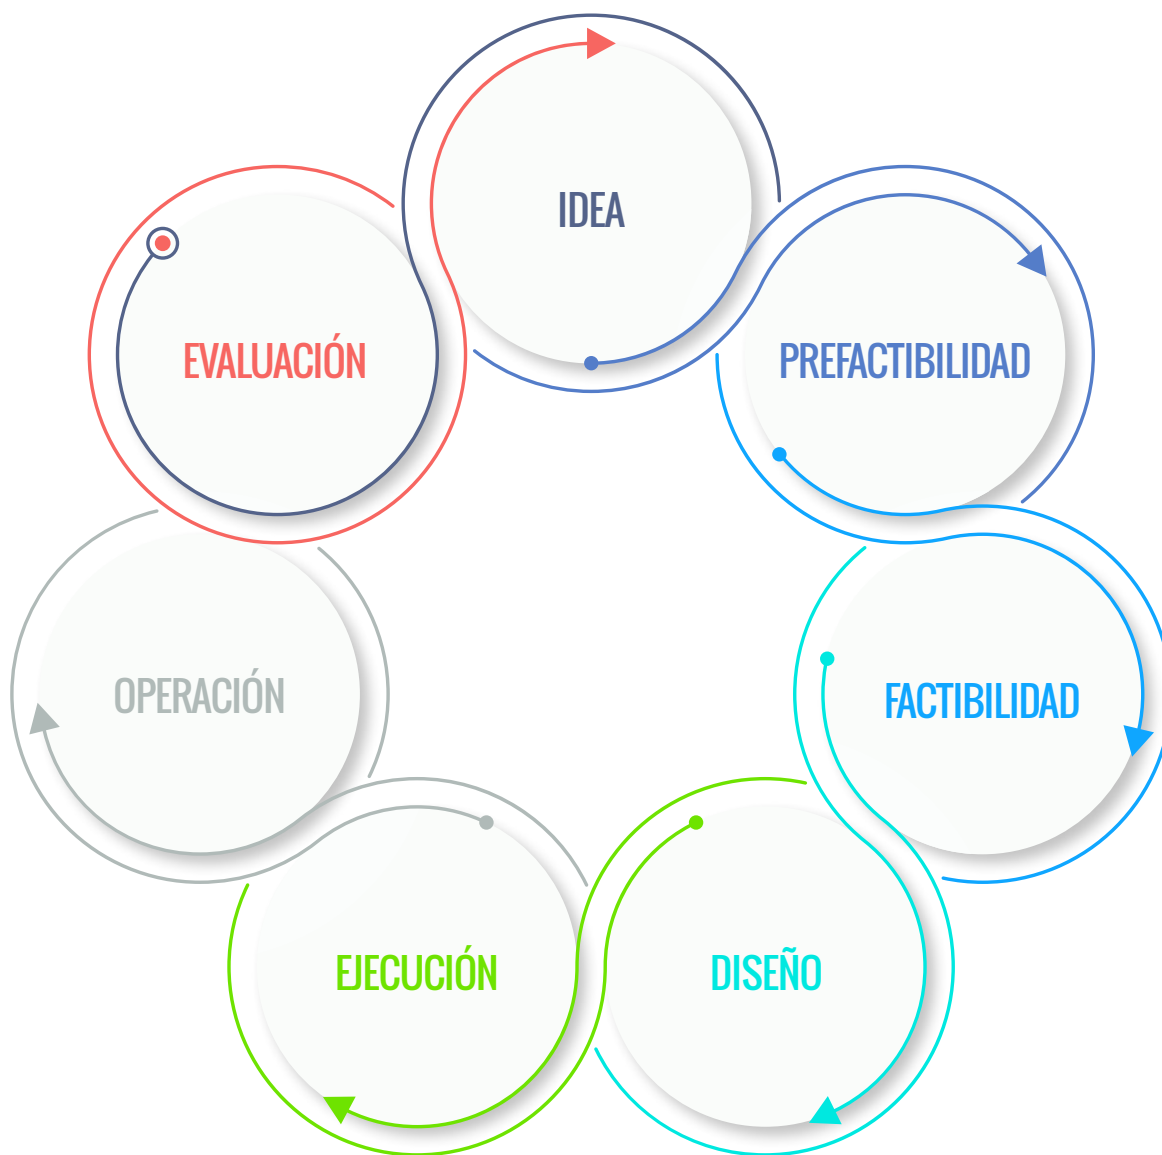 IDEA
PREFACTIBILIDAD
FACTIBILIDAD
DISEÑO
EJECUCIÓN
OPERACIÓN
EVALUACIÓN